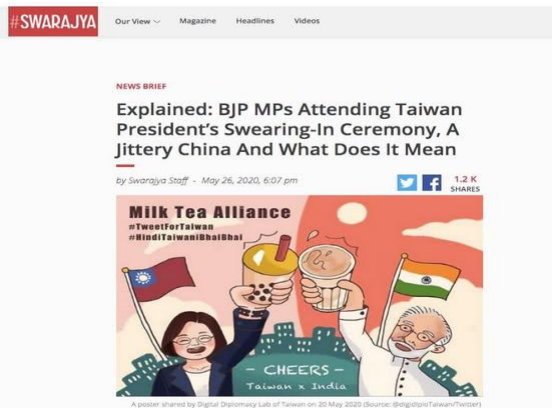 #SWARAJYA
Our View Magazine Headlines Videos
NEWS BRIEF
Explained: BJP MPs Attending Taiwan
President's Swearing-In Ceremony, A
Jittery China And What Does It Mean
by Swarajya Staff - May 26, 2020, 6:07 pm
1.2 K
SHARES
Milk Tea Alliance
#TweetForTaiwan
#HindiTaiwaniBhaiBhai
- CHEERS -
Taiwan x India
A poster shared by Digital Diplomacy Lab of Taiwan on 20 May 2020 (Source: @digidiploTaiwan/Twitter)